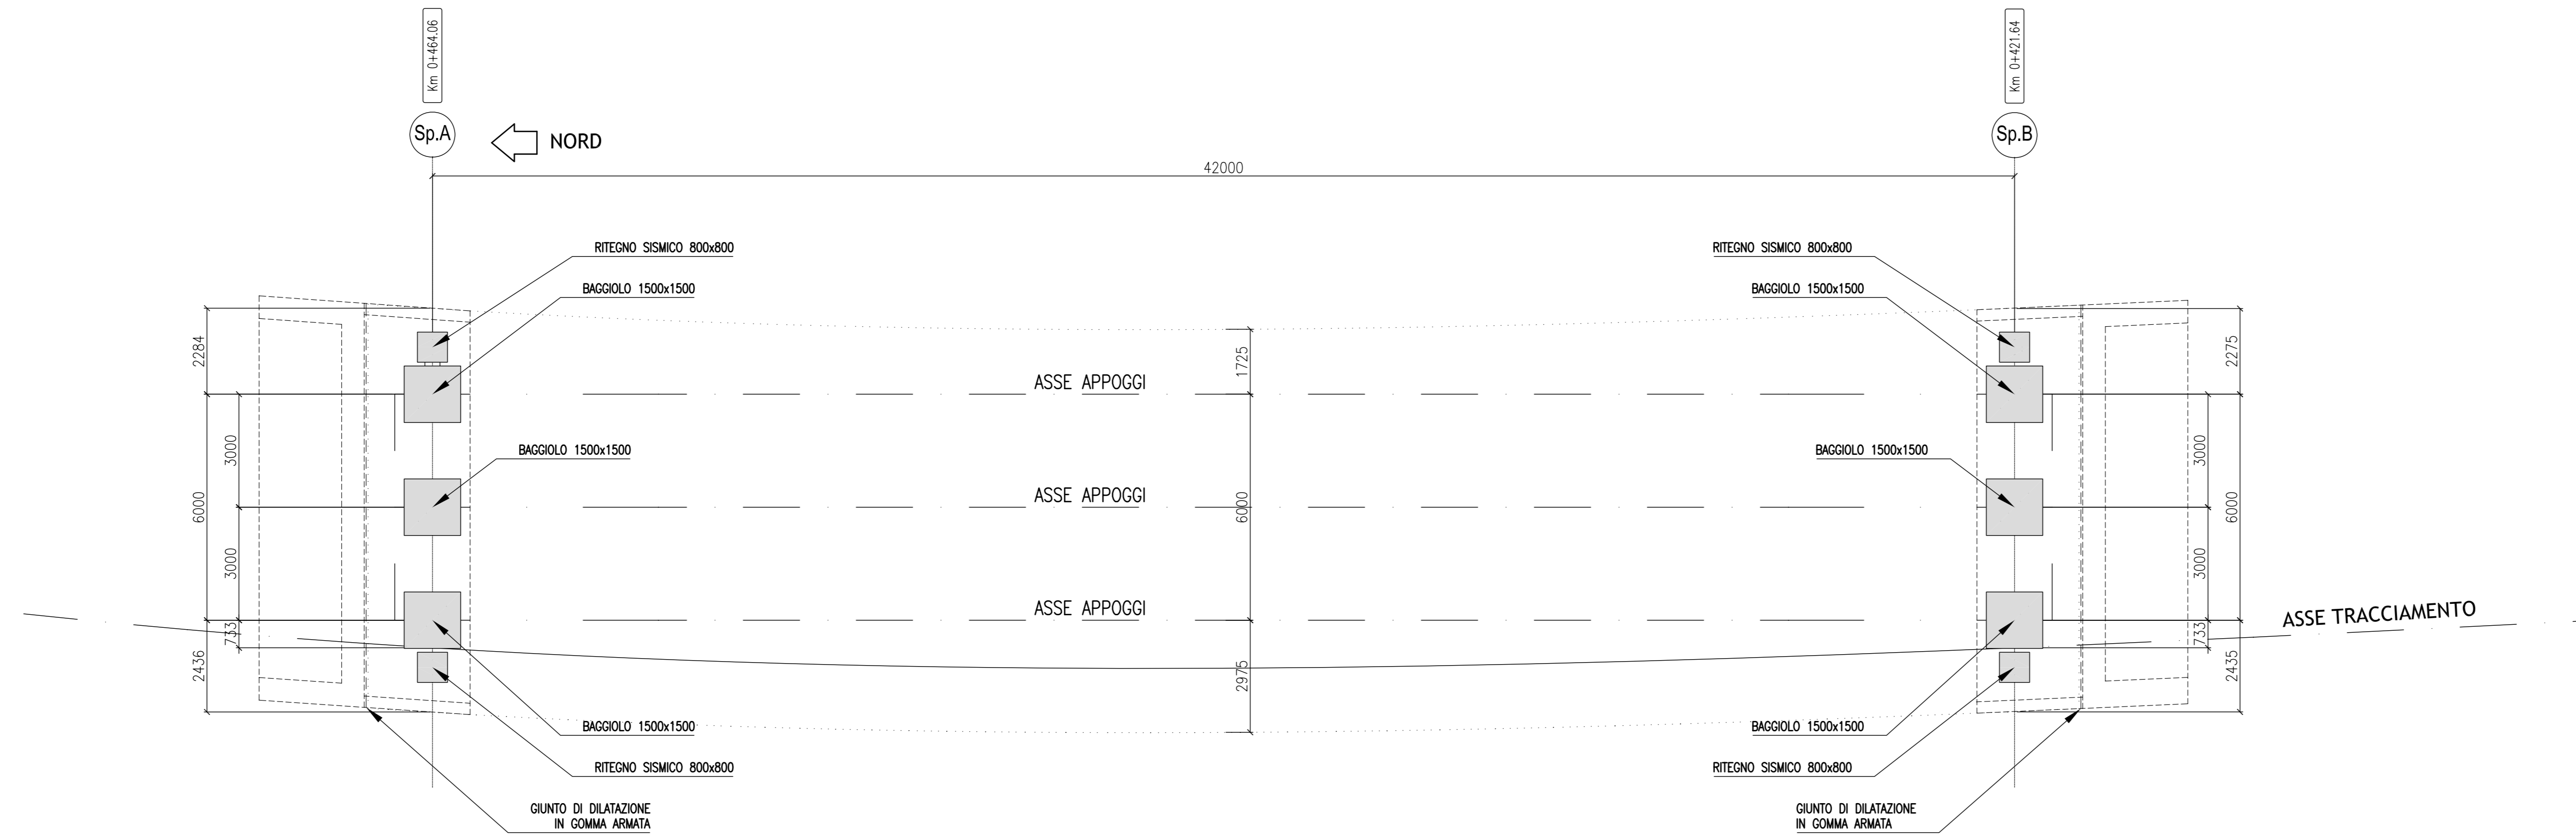 Km 0+464.06
Km 0+421.64
Sp.A
NORD
Sp.B
42000
RITEGNO SISMICO 800x800
RITEGNO SISMICO 800x800
BAGGIOLO 1500x1500
BAGGIOLO 1500x1500
2284
1725
2275
ASSE APPOGGI
3000
BAGGIOLO 1500x1500
BAGGIOLO 1500x1500
3000
6000
ASSE APPOGGI
6000
6000
3000
3000
ASSE APPOGGI
ASSE TRACCIAMENTO
733
733
2436
2975
2435
BAGGIOLO 1500x1500
BAGGIOLO 1500x1500
RITEGNO SISMICO 800x800
RITEGNO SISMICO 800x800
GIUNTO DI DILATAZIONE
IN GOMMA ARMATA
GIUNTO DI DILATAZIONE
IN GOMMA ARMATA